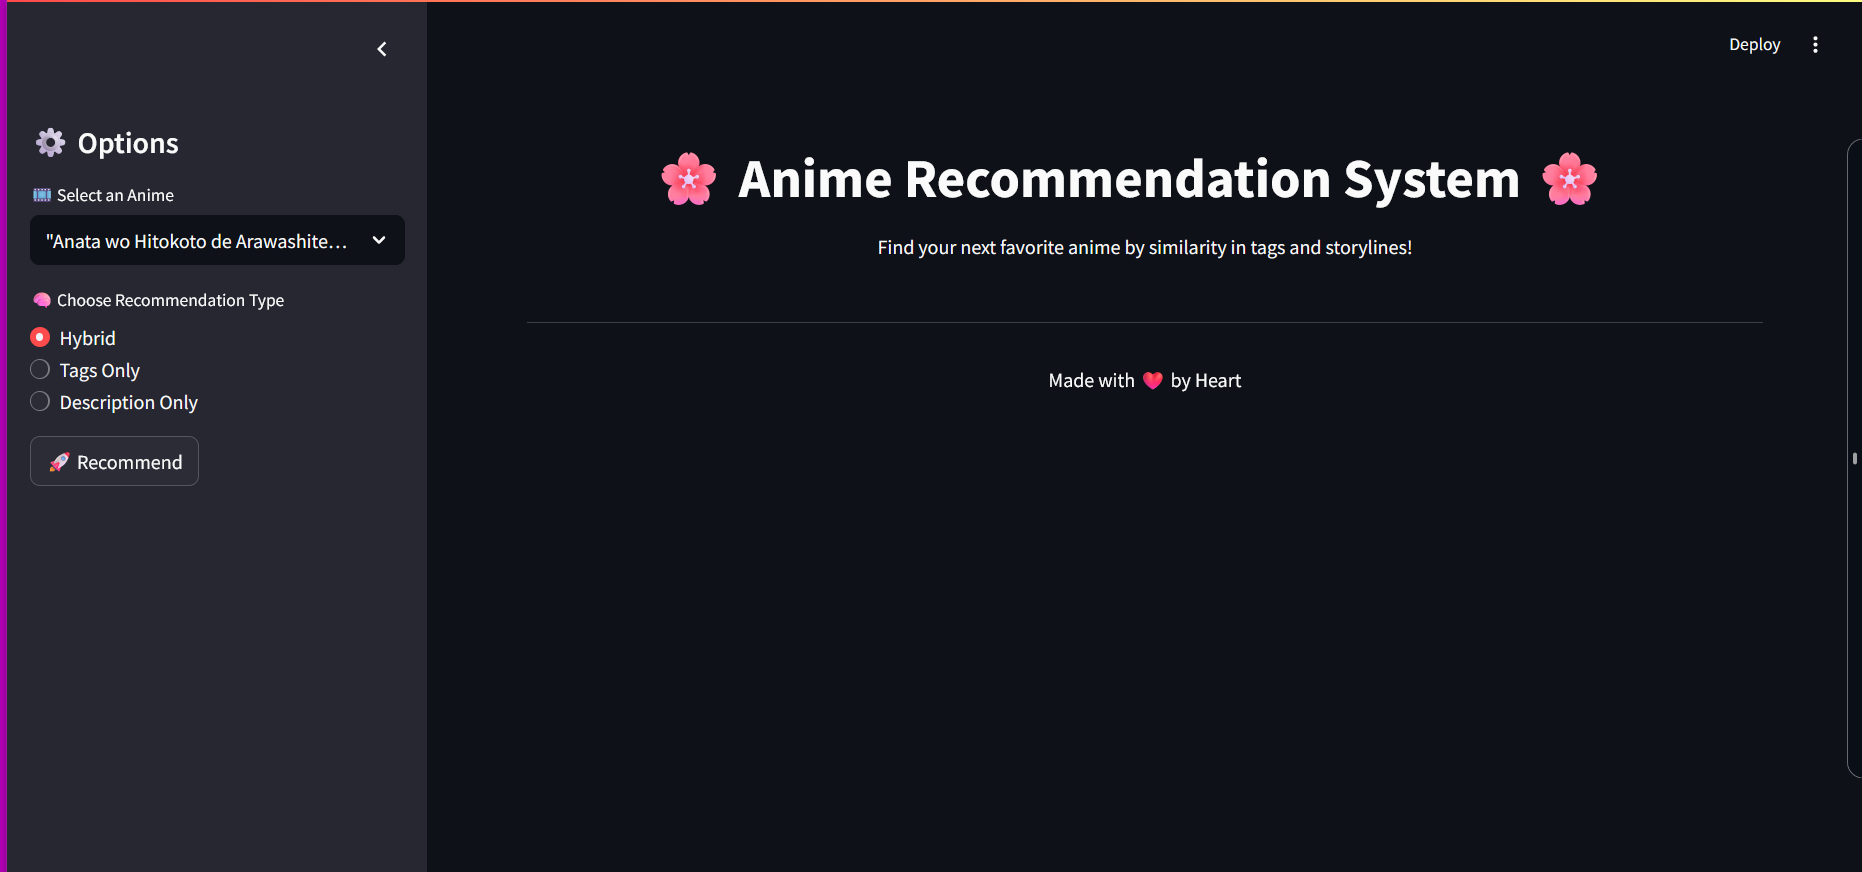 Deploy
Options
Select an Anime
"Anata wo Hitokoto de Arawashite...
Choose Recommendation Type
Hybrid
Tags Only
Description Only
Recommend
Anime Recommendation System
Find your next favorite anime by similarity in tags and storylines!
Made with ❤️ by Heart